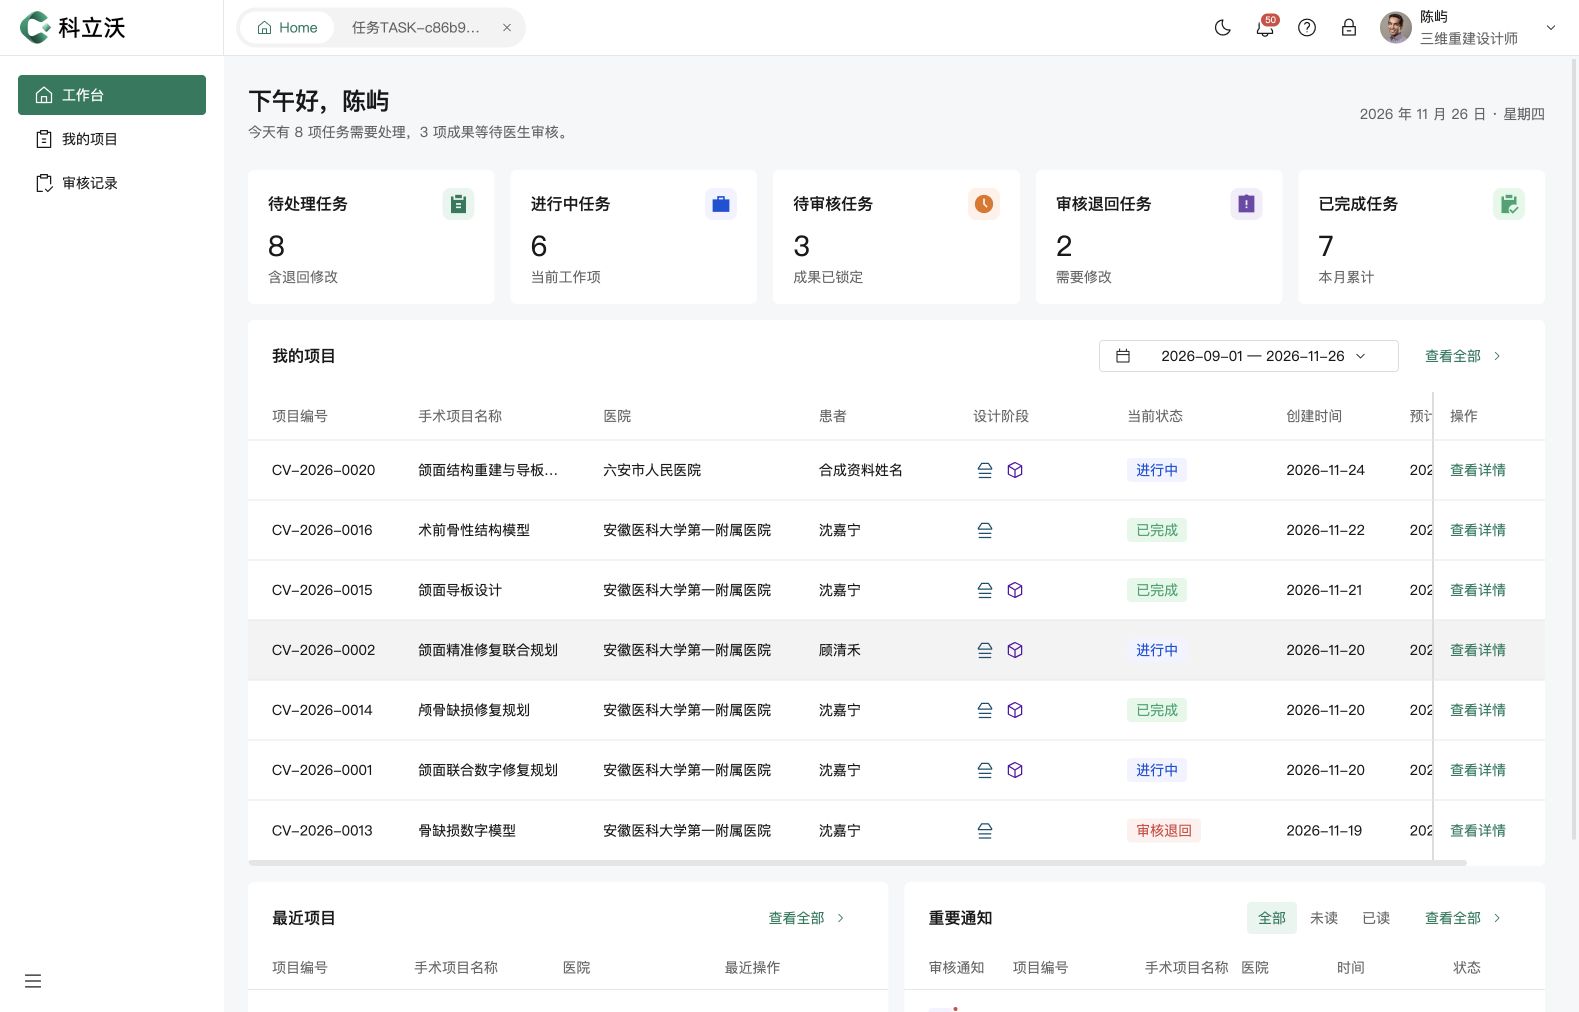 科立沃
Home
任务TASK-c86b9...
50
陈屿
三维重建设计师
工作台
我的项目
审核记录
下午好，陈屿
今天有 8 项任务需要处理，3 项成果等待医生审核。
2026 年 11 月 26 日 · 星期四
待处理任务
8
含退回修改
进行中任务
6
当前工作项
待审核任务
3
成果已锁定
审核退回任务
2
需要修改
已完成任务
7
本月累计
我的项目
2026-09-01 — 2026-11-26
查看全部
项目编号 手术项目名称 医院 患者 设计阶段 当前状态 创建时间 预计 操作
CV-2026-0020 颌面结构重建与导板... 六安市人民医院 合成资料姓名 进行中 2026-11-24 202 查看详情
CV-2026-0016 术前骨性结构模型 安徽医科大学第一附属医院 沈嘉宁 已完成 2026-11-22 202 查看详情
CV-2026-0015 颌面导板设计 安徽医科大学第一附属医院 沈嘉宁 已完成 2026-11-21 202 查看详情
CV-2026-0002 颌面精准修复联合规划 安徽医科大学第一附属医院 顾清禾 进行中 2026-11-20 202 查看详情
CV-2026-0014 颅骨缺损修复规划 安徽医科大学第一附属医院 沈嘉宁 已完成 2026-11-20 202 查看详情
CV-2026-0001 颌面联合数字修复规划 安徽医科大学第一附属医院 沈嘉宁 进行中 2026-11-20 202 查看详情
CV-2026-0013 骨缺损数字模型 安徽医科大学第一附属医院 沈嘉宁 审核退回 2026-11-19 202 查看详情
最近项目
查看全部
项目编号 手术项目名称 医院 最近操作
重要通知
全部 未读 已读
查看全部
审核通知 项目编号 手术项目名称 医院 时间 状态